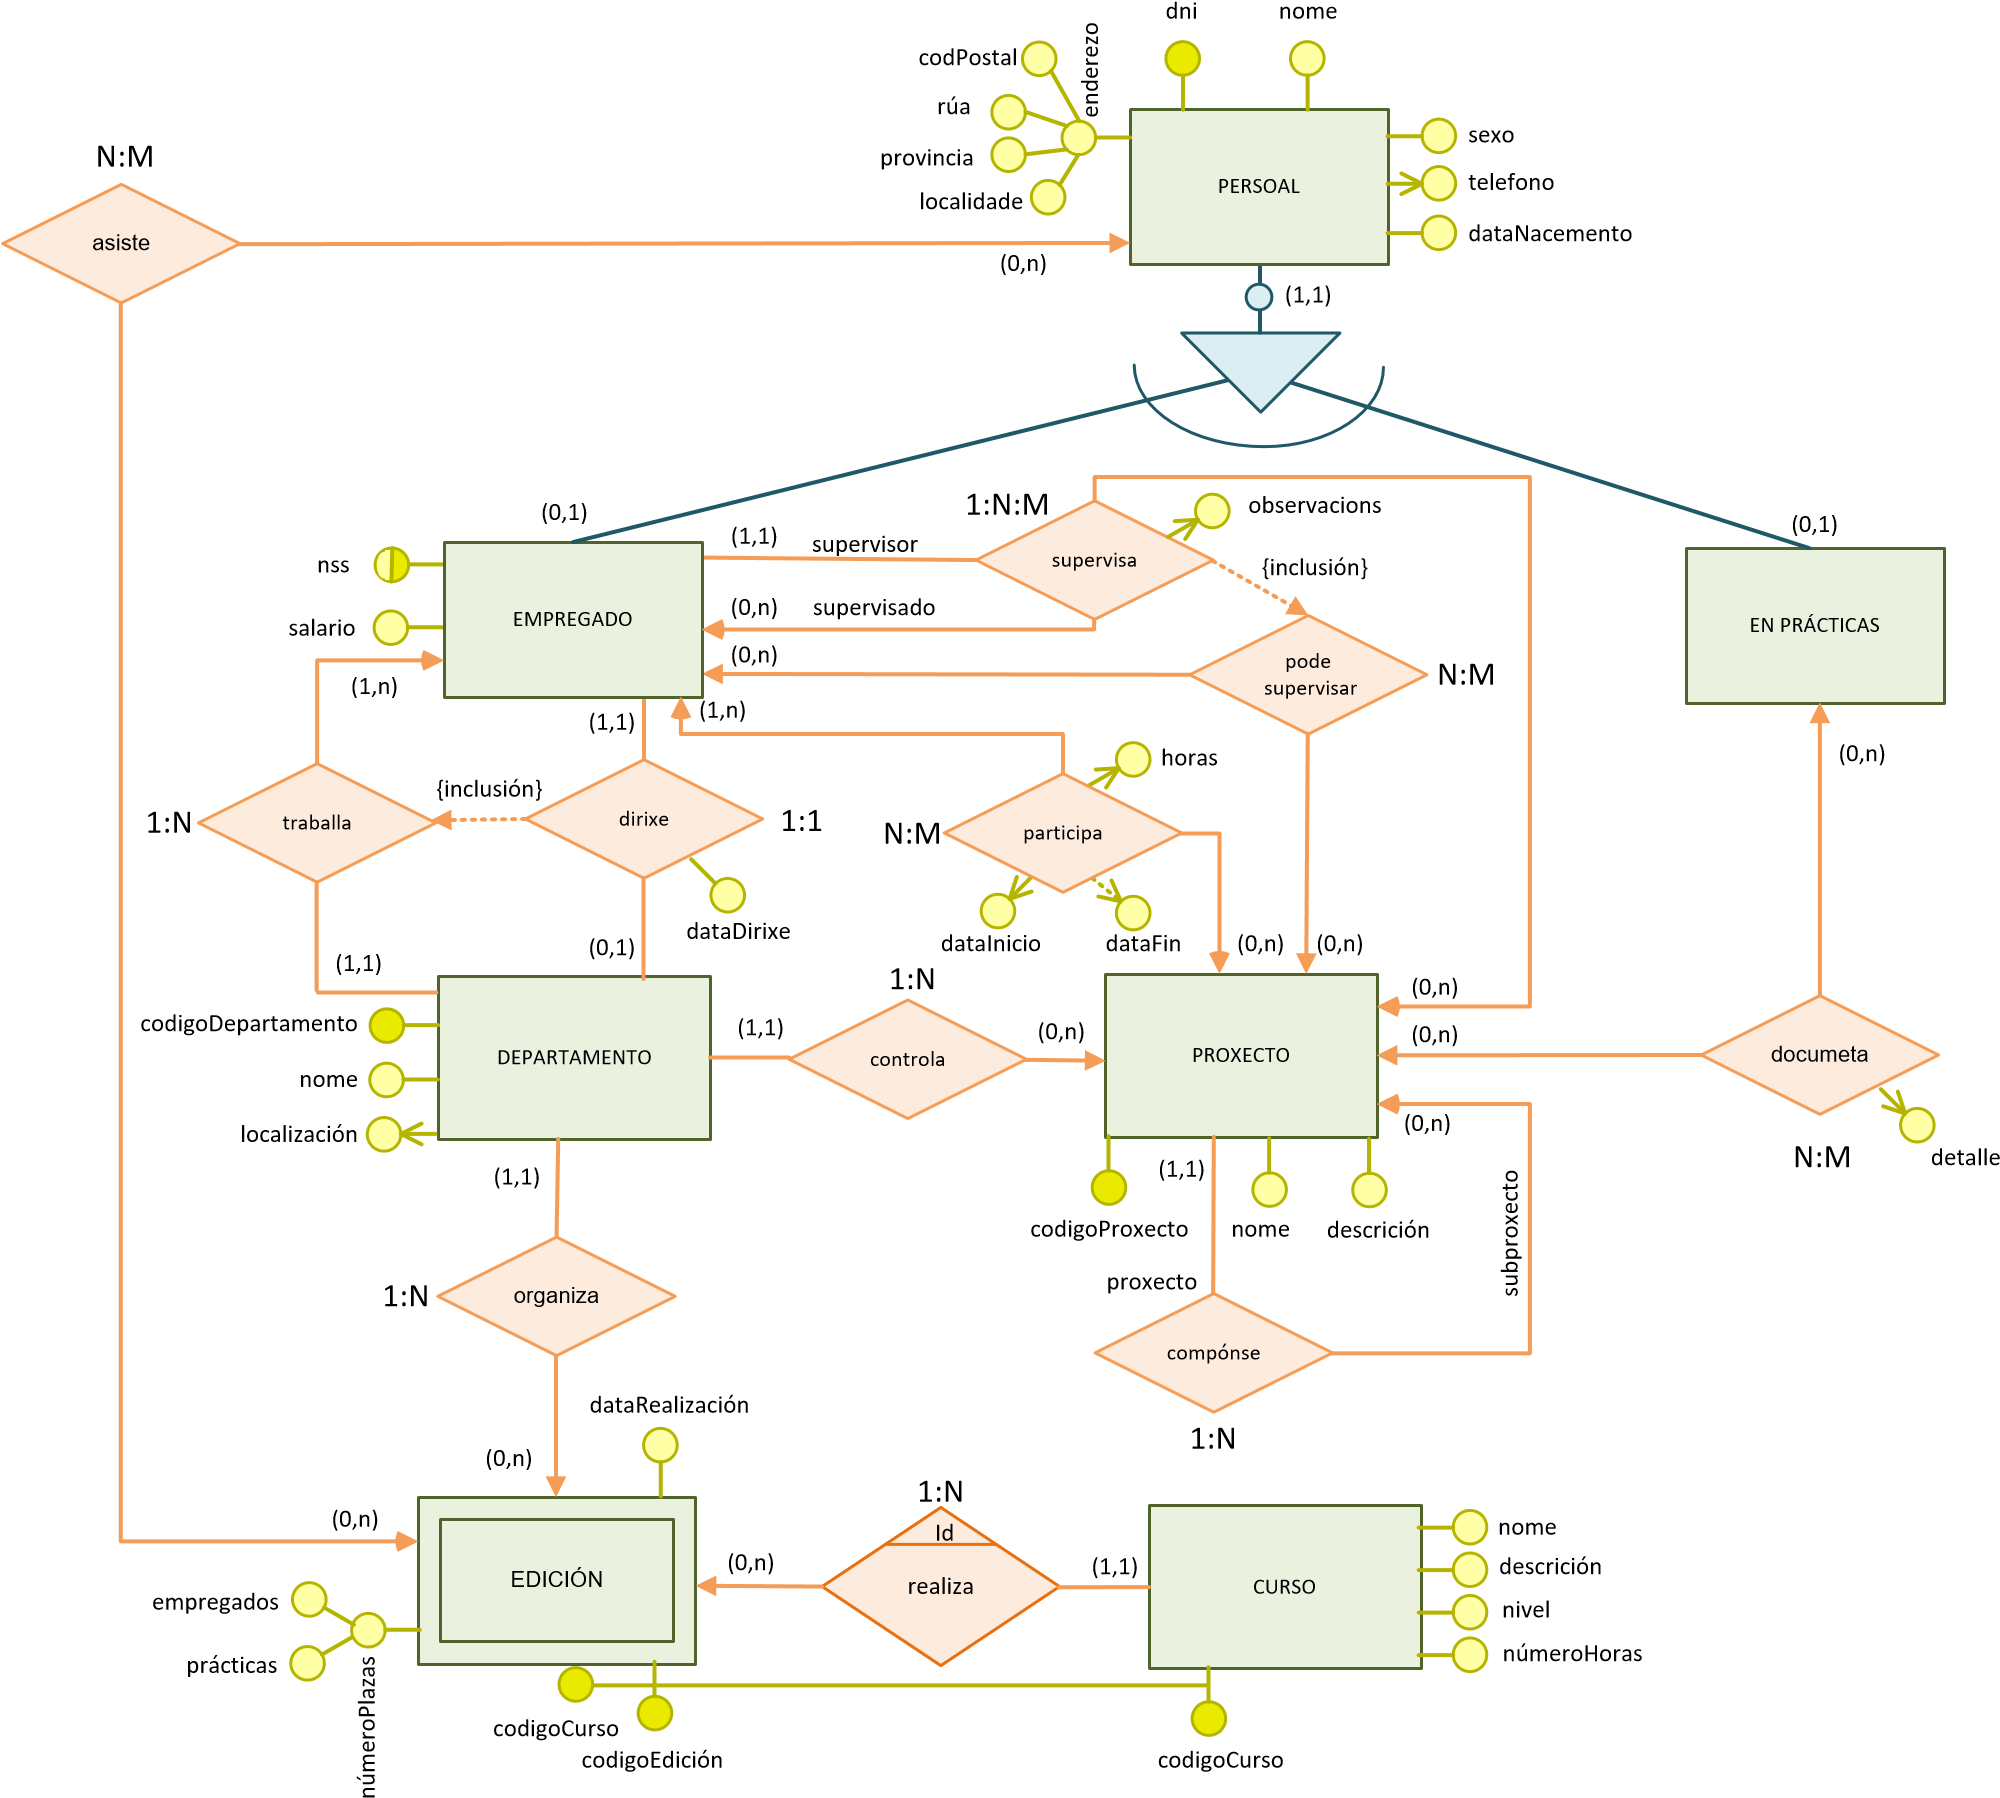 dni
nome
enderezo
codPostal
rúa
provincia
localidade
PERSOAL
sexo
telefono
dataNacemento
N:M
asiste
(0,n)
(1,1)
(0,1)
(0,1)
1:N:M
observacions
supervisa
{inclusión}
(1,1)
supervisor
nss
salario
EMPREGADO
(0,n)
supervisado
(0,n)
pode
supervisar
N:M
EN PRÁCTICAS
(1,n)
(1,1)
(1,n)
(0,n)
horas
1:N
traballa
{inclusión}
dirixe
1:1
N:M
participa
dataDirixe
dataInicio
dataFin
(0,n)
(0,n)
(1,1)
(0,1)
1:N
(0,n)
codigoDepartamento
nome
localización
DEPARTAMENTO
(1,1)
controla
(0,n)
PROXECTO
(0,n)
documeta
(0,n)
N:M
detalle
(1,1)
(1,1)
codigoProxecto
nome
descrición
subproxecto
proxecto
1:N
organiza
compónse
1:N
dataRealización
(0,n)
(0,n)
1:N
Id
realiza
(0,n)
(1,1)
EDICIÓN
CURSO
nome
descrición
nivel
númeroHoras
empregados
prácticas
númeroPlazas
codigoCurso
codigoEdición
codigoCurso